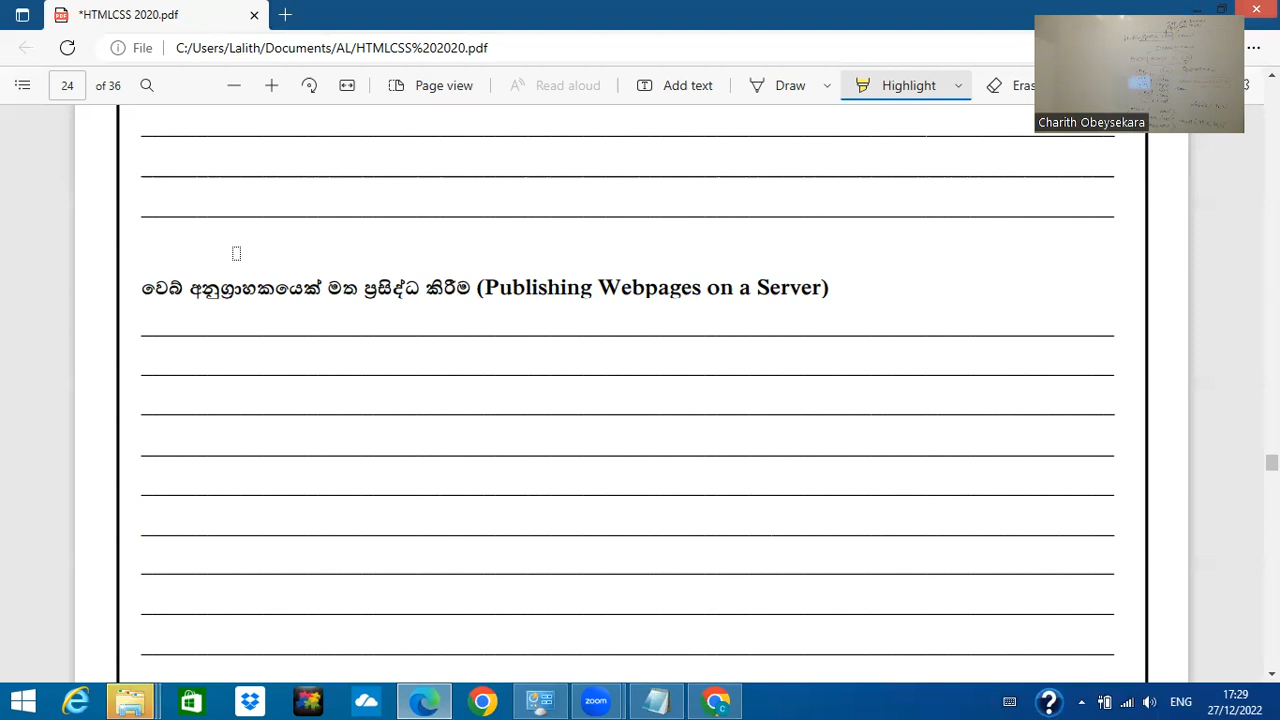 *HTMLCSS 2020.pdf
File
C:/Users/Lalith/Documents/AL/HTMLCSS%202020.pdf
24 of 36
Page view
Read aloud
Add text
Draw
Highlight
Eras
Charith Obeysekara
වෙබ් අනුග්‍රාහකයෙක් මත ප්‍රසිද්ධ කිරීම (Publishing Webpages on a Server)
ENG
17:29
27/12/2022